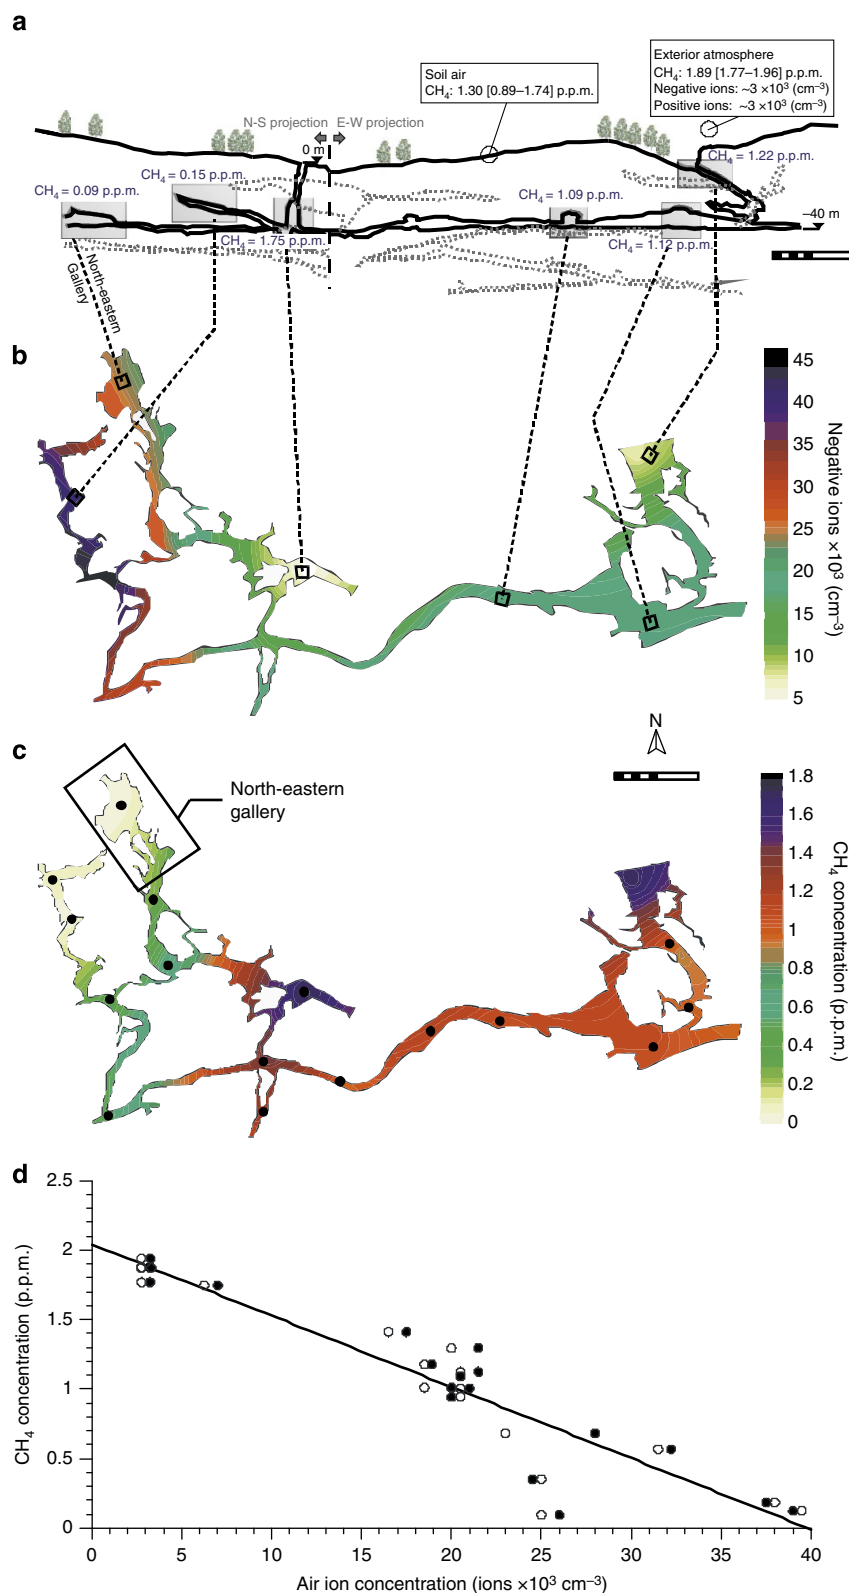 a
Exterior atmosphere
CH₄: 1.89 [1.77–1.96] p.p.m.
Negative ions: ~3 ×10³ (cm⁻³)
Positive ions: ~3 ×10³ (cm⁻³)
Soil air
CH₄: 1.30 [0.89–1.74] p.p.m.
N-S projection E-W projection
0 m
CH₄ = 0.09 p.p.m.
CH₄ = 0.15 p.p.m.
CH₄ = 1.75 p.p.m.
CH₄ = 1.09 p.p.m.
CH₄ = 1.12 p.p.m.
CH₄ = 1.22 p.p.m.
–40 m
North-eastern
Gallery
b
45
40
35
30
25
20
15
10
5
Negative ions ×10³ (cm⁻³)
N
c
North-eastern
gallery
1.8
1.6
1.4
1.2
1
0.8
0.6
0.4
0.2
0
CH₄ concentration (p.p.m.)
d
2.5
2
1.5
1
0.5
0
CH₄ concentration (p.p.m.)
0 5 10 15 20 25 30 35 40
Air ion concentration (ions ×10³ cm⁻³)